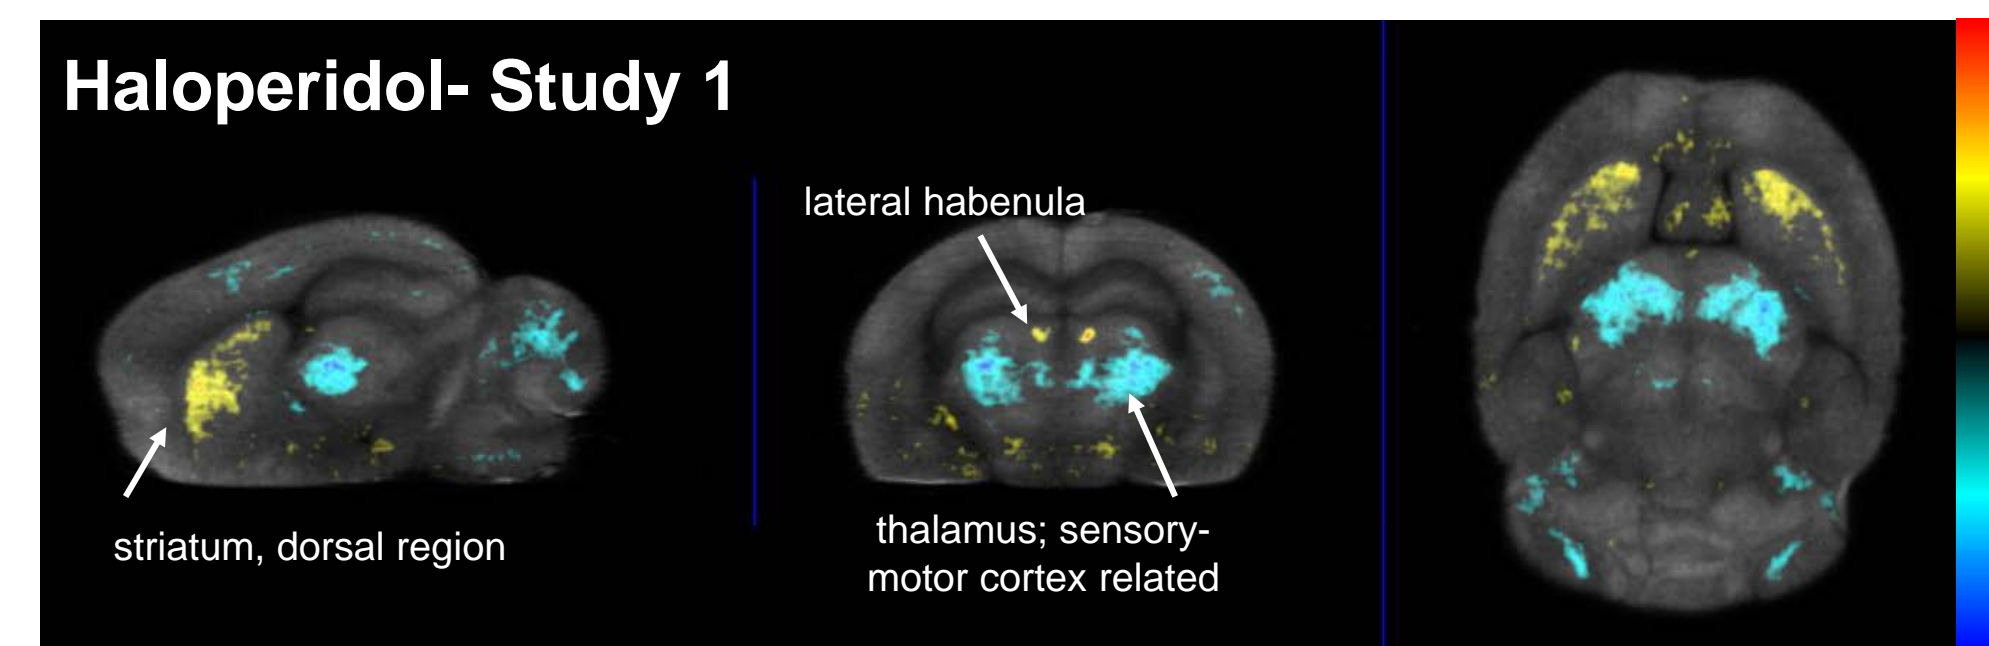 Haloperidol- Study 1
lateral habenula
striatum, dorsal region
thalamus; sensory-
motor cortex related